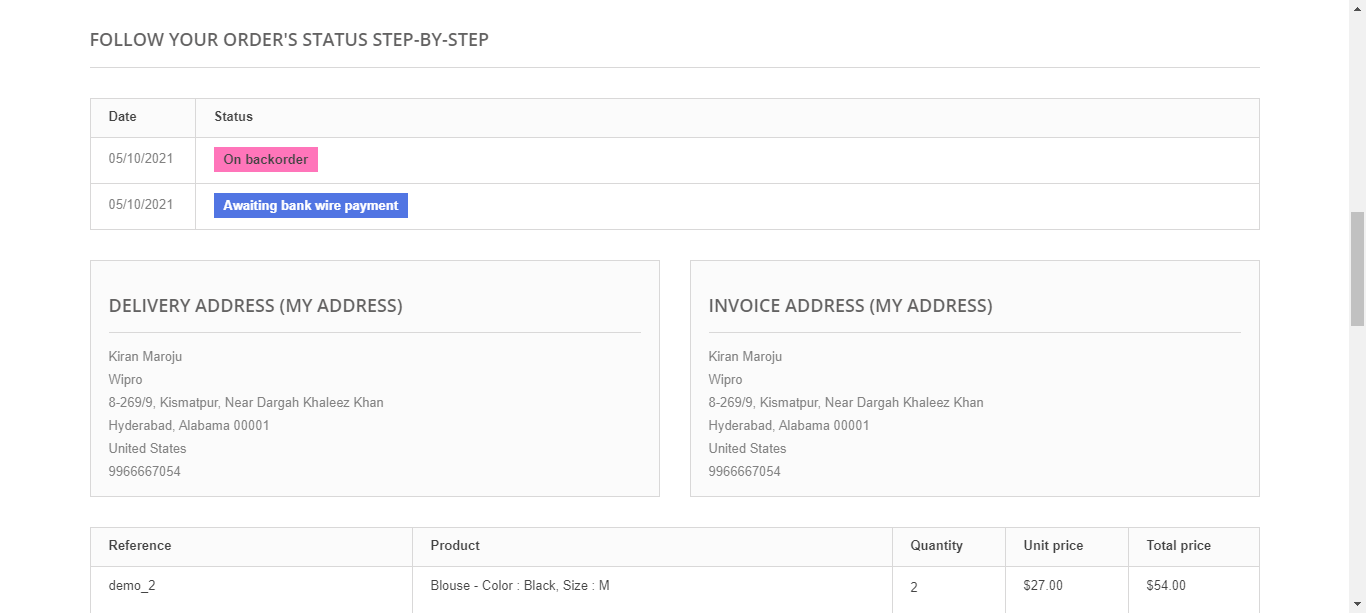 FOLLOW YOUR ORDER'S STATUS STEP-BY-STEP
Date Status
05/10/2021 On backorder
05/10/2021 Awaiting bank wire payment
DELIVERY ADDRESS (MY ADDRESS)
Kiran Maroju
Wipro
8-269/9, Kismatpur, Near Dargah Khaleez Khan
Hyderabad, Alabama 00001
United States
9966667054
INVOICE ADDRESS (MY ADDRESS)
Kiran Maroju
Wipro
8-269/9, Kismatpur, Near Dargah Khaleez Khan
Hyderabad, Alabama 00001
United States
9966667054
Reference Product Quantity Unit price Total price
demo_2 Blouse - Color : Black, Size : M 2 $27.00 $54.00